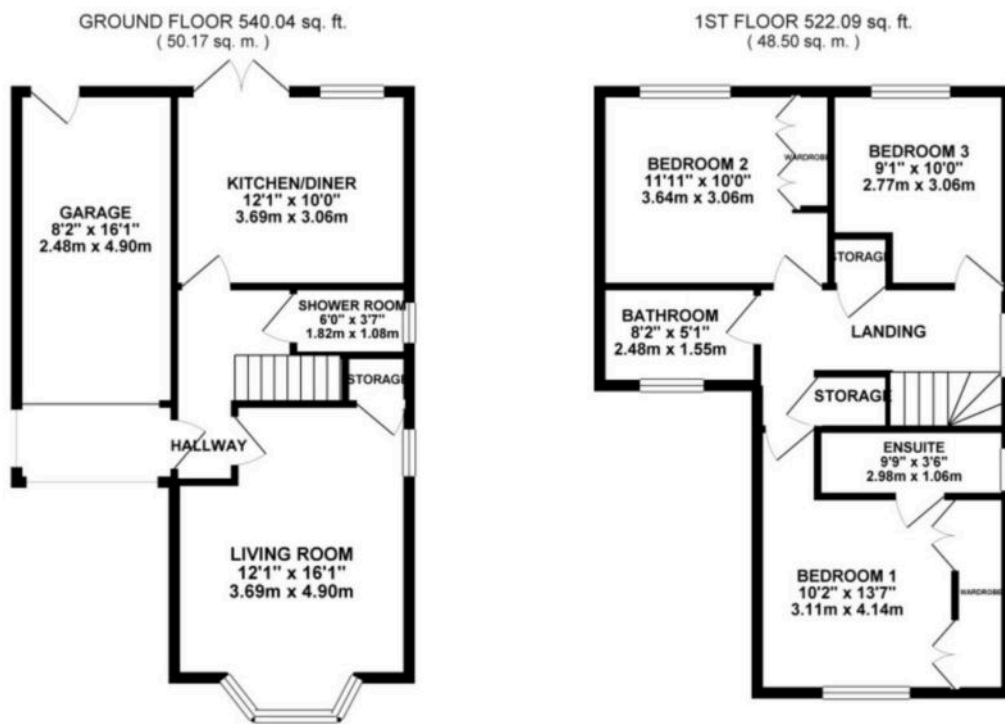 GROUND FLOOR 540.04 sq. ft.
( 50.17 sq. m. )
KITCHEN/DINER
12'1" x 10'0"
3.69m x 3.06m
GARAGE
8'2" x 16'1"
2.48m x 4.90m
SHOWER ROOM
6'0" x 3'7"
1.82m x 1.08m
STORAGE
HALLWAY
LIVING ROOM
12'1" x 16'1"
3.69m x 4.90m
1ST FLOOR 522.09 sq. ft.
( 48.50 sq. m. )
BEDROOM 2
11'11" x 10'0"
3.64m x 3.06m
WARDROBE
BEDROOM 3
9'1" x 10'0"
2.77m x 3.06m
STORAGE
BATHROOM
8'2" x 5'1"
2.48m x 1.55m
LANDING
STORAGE
ENSUITE
9'9" x 3'6"
2.98m x 1.06m
BEDROOM 1
10'2" x 13'7"
3.11m x 4.14m
WARDROBE